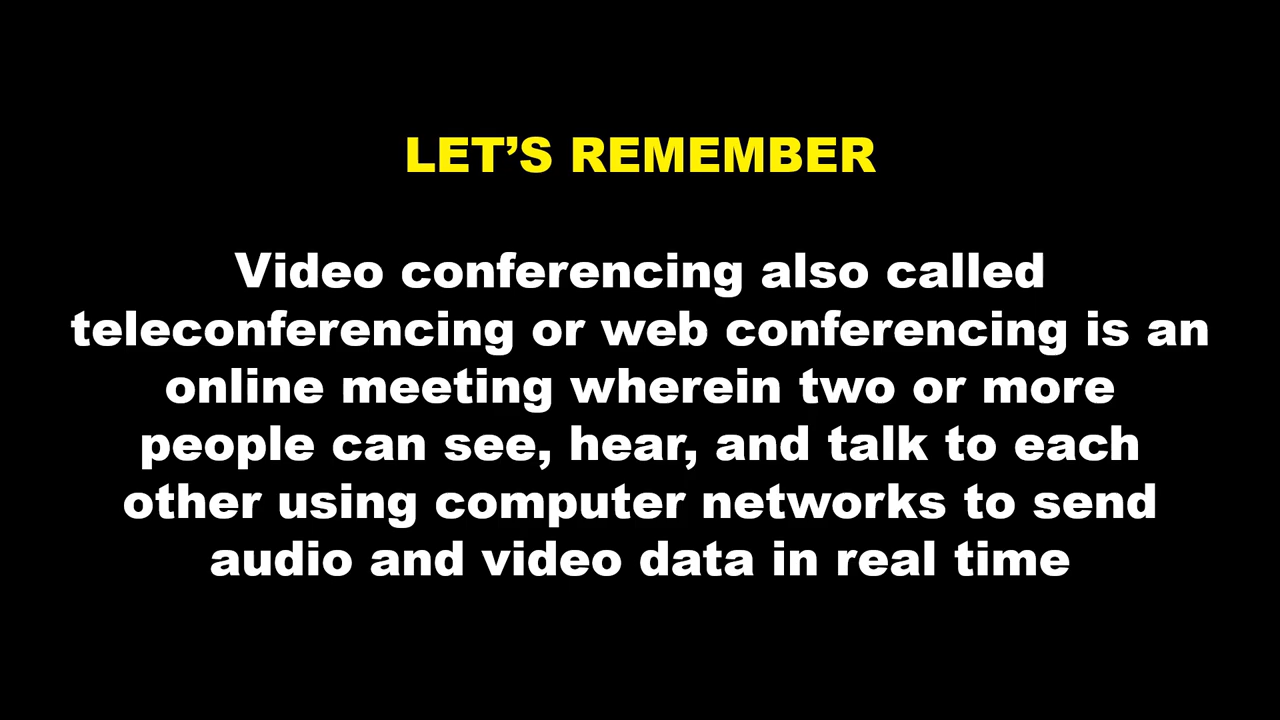 LET’S REMEMBER
Video conferencing also called
teleconferencing or web conferencing is an
online meeting wherein two or more
people can see, hear, and talk to each
other using computer networks to send
audio and video data in real time